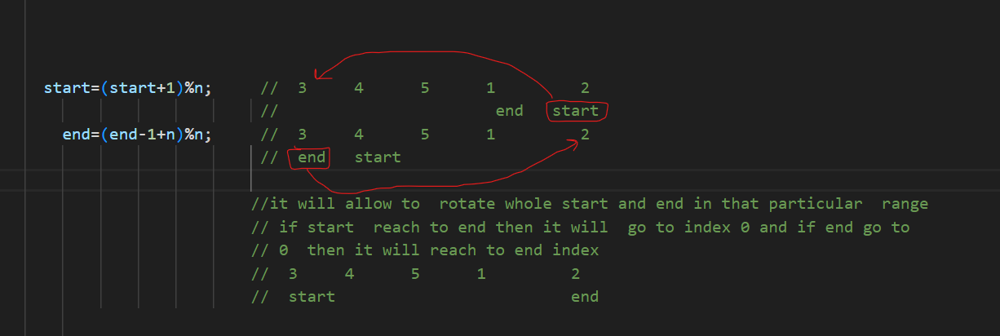 start=(start+1)%n; // 3 4 5 1 2
// end start
end=(end-1+n)%n; // 3 4 5 1 2
// end start
//it will allow to rotate whole start and end in that particular range
// if start reach to end then it will go to index 0 and if end go to
// 0 then it will reach to end index
// 3 4 5 1 2
// start end